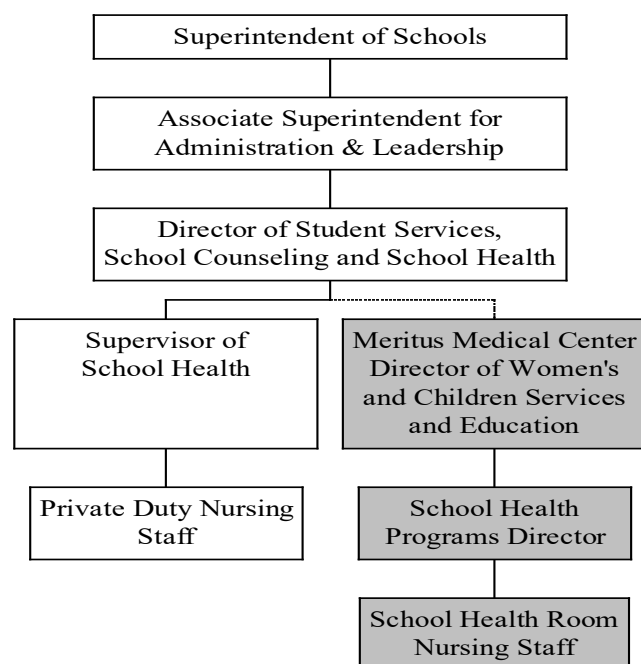 Superintendent of Schools
Associate Superintendent for
Administration & Leadership
Director of Student Services,
School Counseling and School Health
Supervisor of
School Health
Meritus Medical Center
Director of Women's
and Children Services
and Education
Private Duty Nursing
Staff
School Health
Programs Director
School Health Room
Nursing Staff